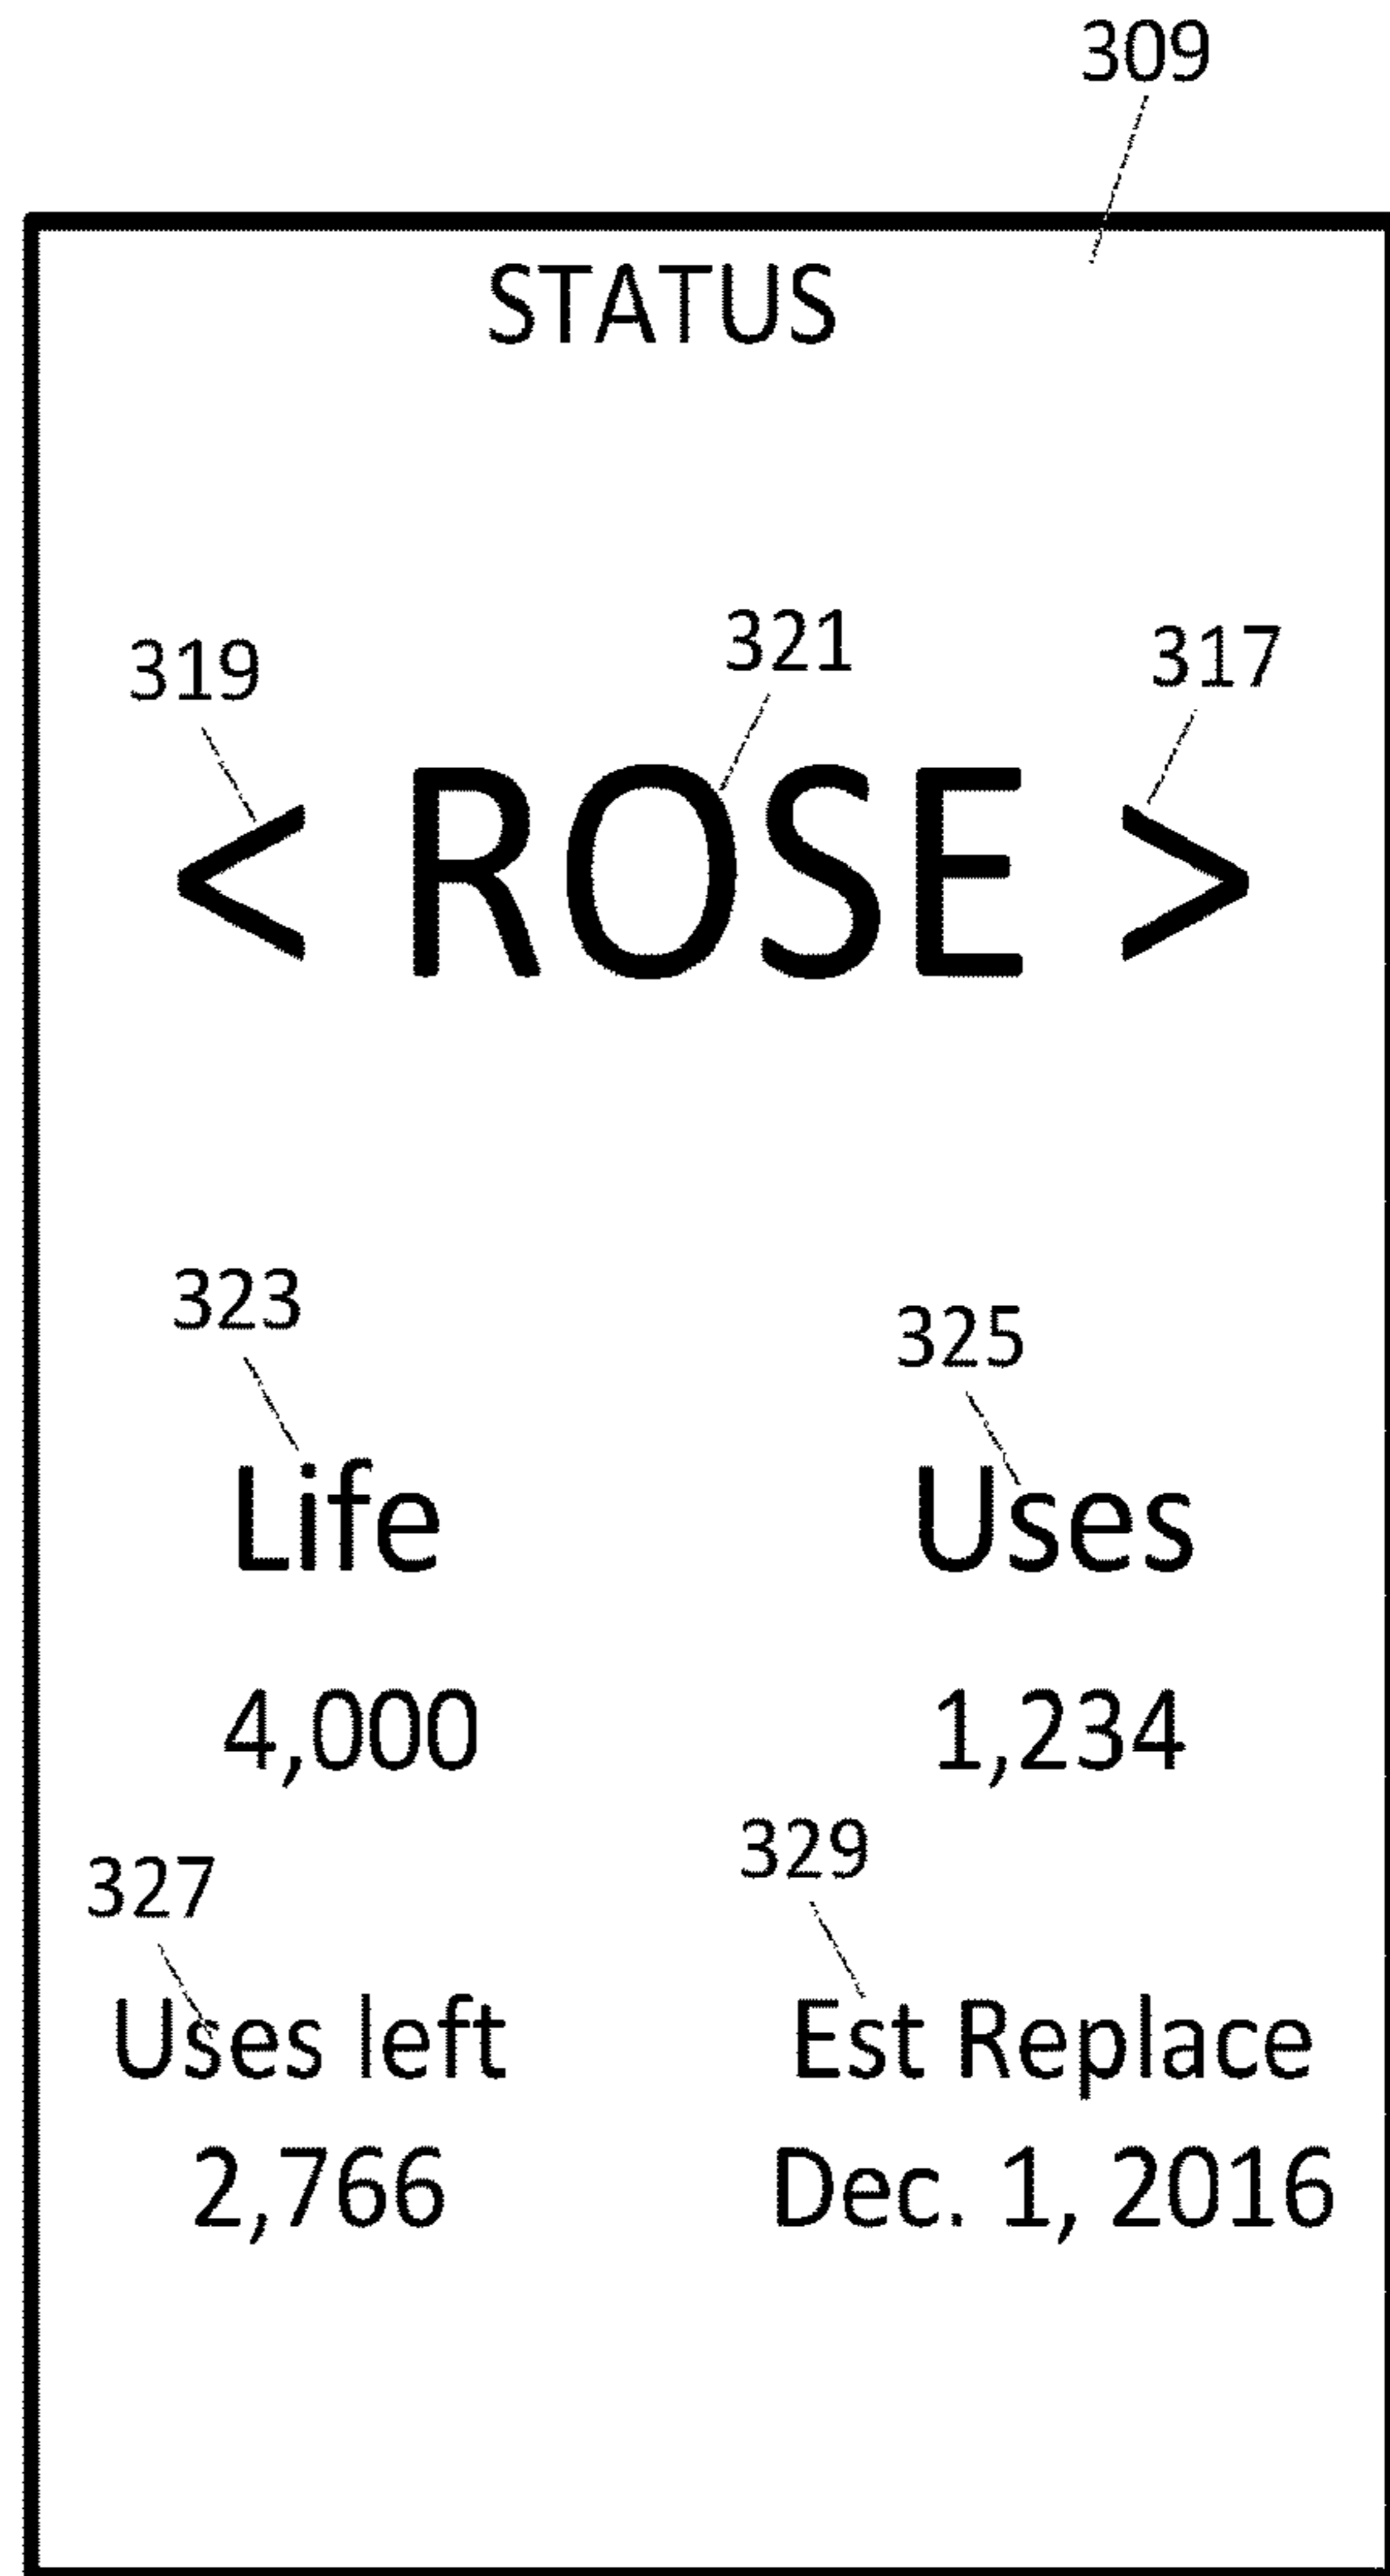 309
STATUS
319 321 317
< ROSE >
323 325
Life Uses
4,000 1,234
327 329
Uses left Est Replace
2,766 Dec. 1, 2016